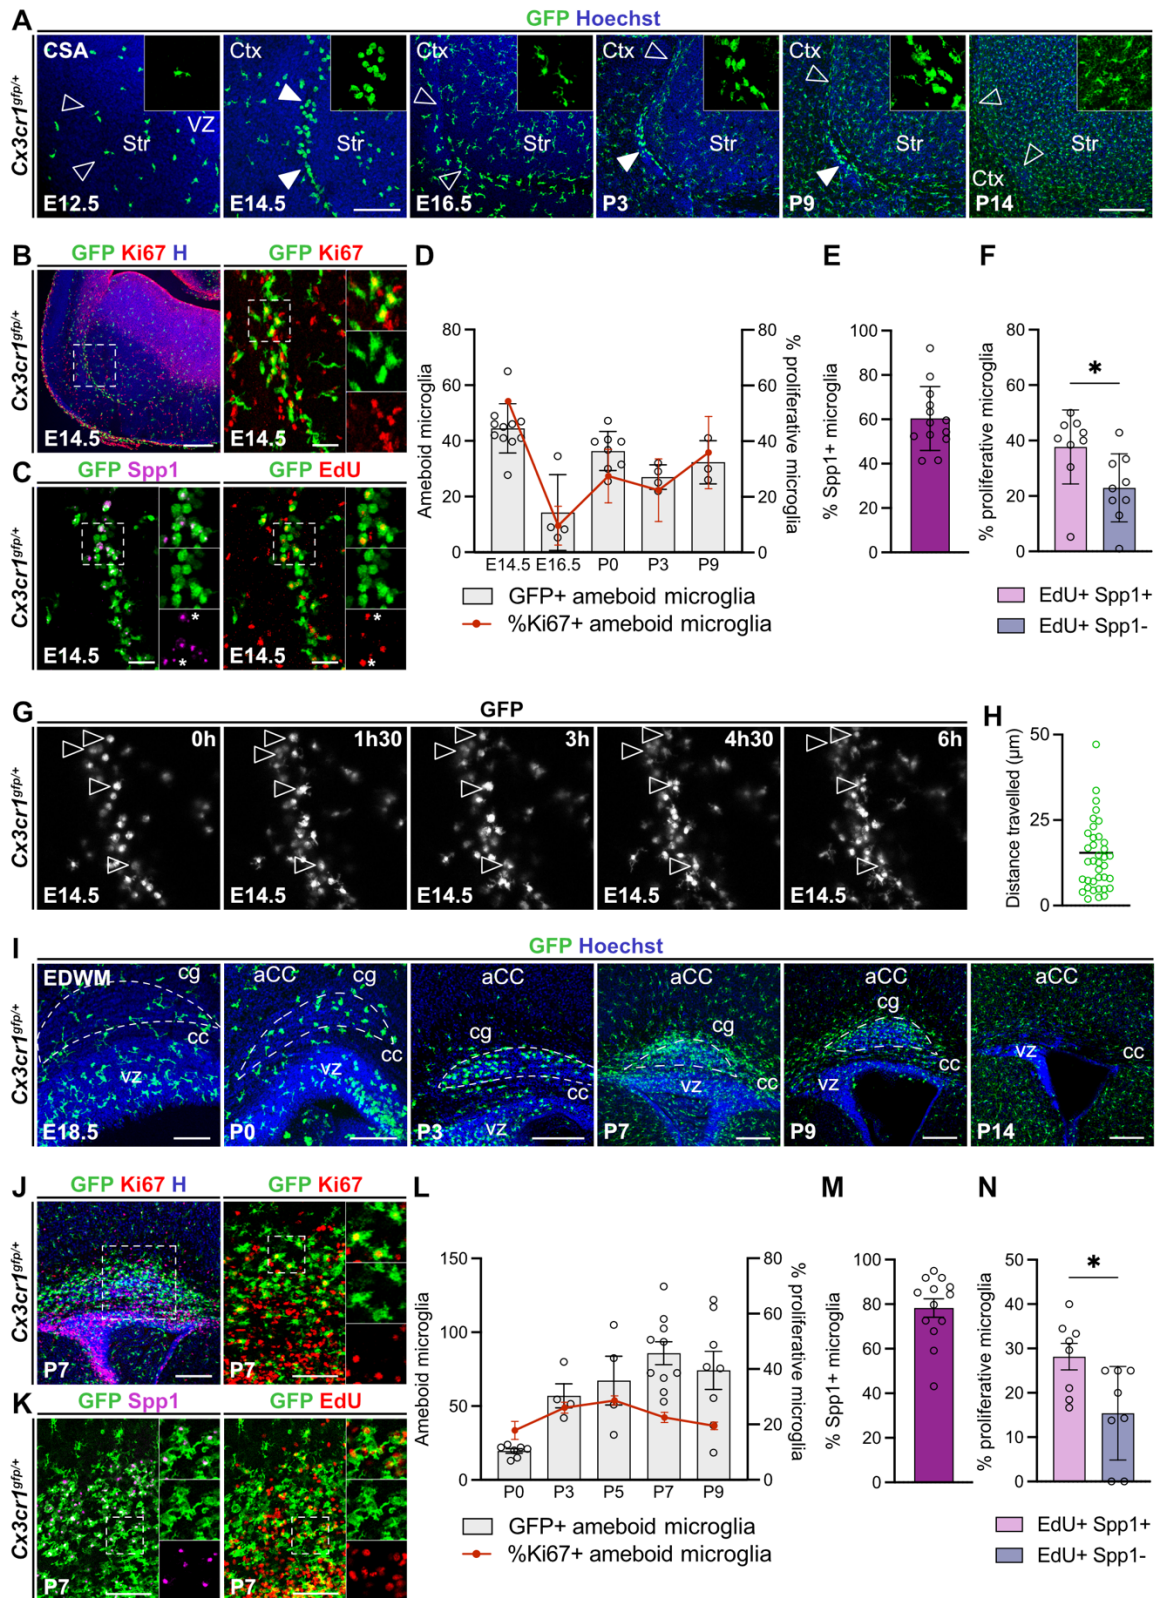 A
GFP Hoechst
Cx3cr1gfp/+
CSA
VZ
Str
E12.5
Ctx
Str
E14.5
Ctx
Str
E16.5
Ctx
Str
P3
Ctx
Str
P9
Str
Ctx
P14
B
GFP Ki67 H
GFP Ki67
Cx3cr1gfp/+
E14.5
E14.5
C
GFP Spp1
GFP EdU
Cx3cr1gfp/+
E14.5
*
*
E14.5
*
*
D
Ameboid microglia
80
60
40
20
0
% proliferative microglia
80
60
40
20
0
E14.5 E16.5 P0 P3 P9
GFP+ ameboid microglia
%Ki67+ ameboid microglia
E
% Spp1+ microglia
100
80
60
40
20
0
F
% proliferative microglia
80
60
40
20
0
*
EdU+ Spp1+
EdU+ Spp1-
G
GFP
Cx3cr1gfp/+
0h
E14.5
1h30
E14.5
3h
E14.5
4h30
E14.5
6h
E14.5
H
Distance travelled (µm)
50
25
0
I
GFP Hoechst
Cx3cr1gfp/+
EDWM
cg
cc
vz
E18.5
aCC
cg
cc
vz
P0
aCC
cg
cc
vz
P3
aCC
cg
vz
cc
P7
aCC
cg
vz
cc
P9
aCC
vz
cc
P14
J
GFP Ki67 H
GFP Ki67
Cx3cr1gfp/+
P7
K
GFP Spp1
GFP EdU
Cx3cr1gfp/+
P7
P7
L
Ameboid microglia
150
100
50
0
% proliferative microglia
80
60
40
20
0
P0 P3 P5 P7 P9
GFP+ ameboid microglia
%Ki67+ ameboid microglia
M
% Spp1+ microglia
100
80
60
40
20
0
N
% proliferative microglia
50
40
30
20
10
0
*
EdU+ Spp1+
EdU+ Spp1-